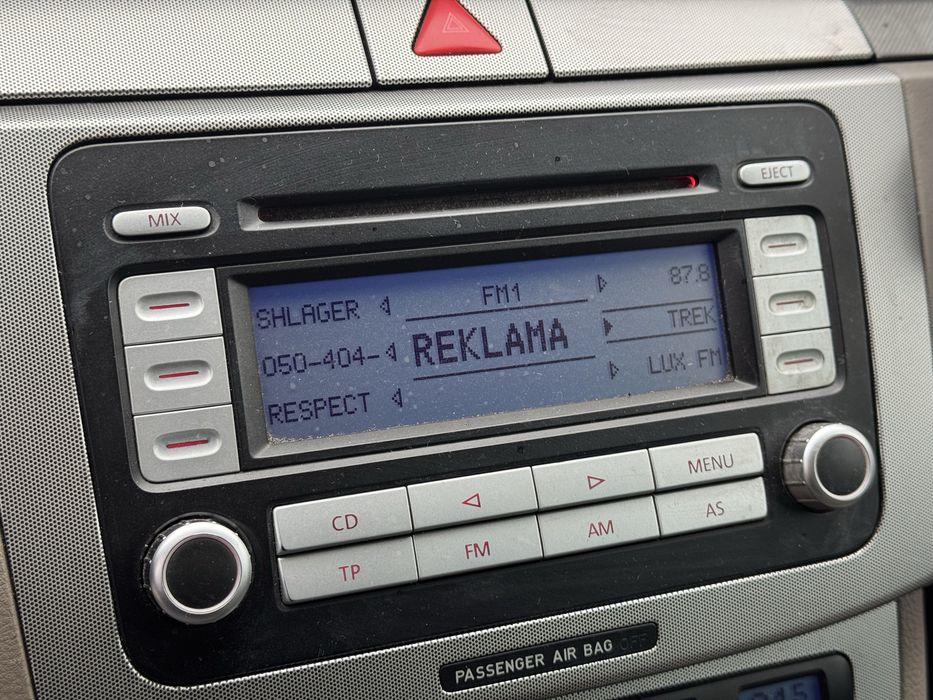 EJECT
MIX
SHLAGER FM1 87.8
050-404- REKLAMA TREK
RESPECT LUX FM
CD MENU
TP FM AM AS
PASSENGER AIR BAG OFF